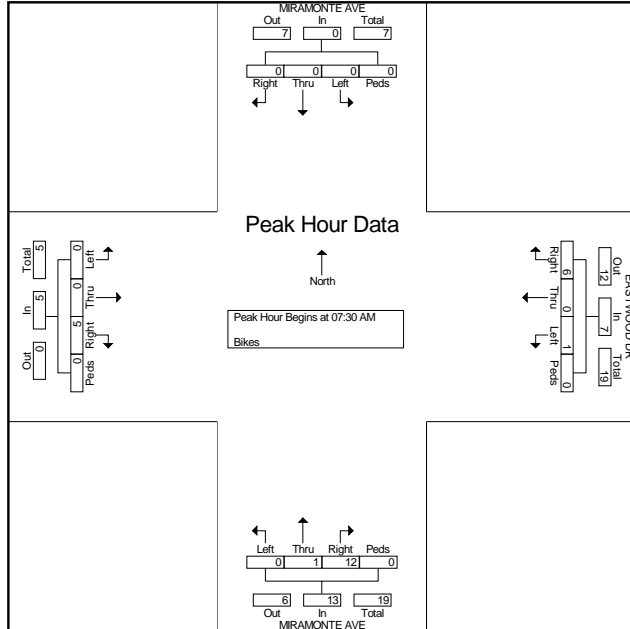 MIRAMONTE AVE
Out In Total
7 0 7
0 0 0 0
Right Thru Left Peds
Peak Hour Data
North
Peak Hour Begins at 07:30 AM
Bikes
Total In Out
5 5 0
0 0 5 0
Left Thru Right Peds
EASTWOOD DR
Out In Total
12 7 19
6 0 1 0
Right Thru Left Peds
Left Thru Right Peds
0 1 12 0
6 13 19
Out In Total
MIRAMONTE AVE